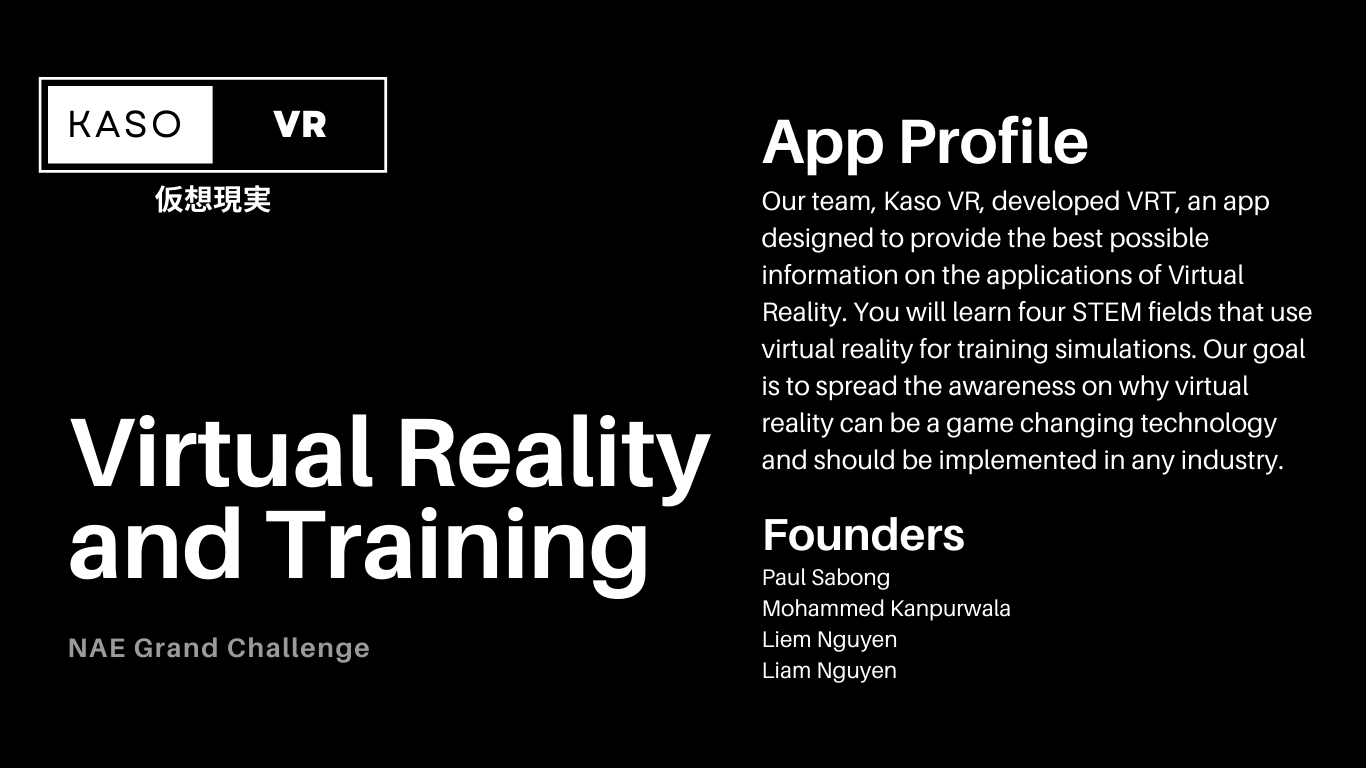 KASO VR
仮想現実
Virtual Reality
and Training
NAE Grand Challenge
App Profile
Our team, Kaso VR, developed VRT, an app
designed to provide the best possible
information on the applications of Virtual
Reality. You will learn four STEM fields that use
virtual reality for training simulations. Our goal
is to spread the awareness on why virtual
reality can be a game changing technology
and should be implemented in any industry.
Founders
Paul Sabong
Mohammed Kanpurwala
Liem Nguyen
Liam Nguyen